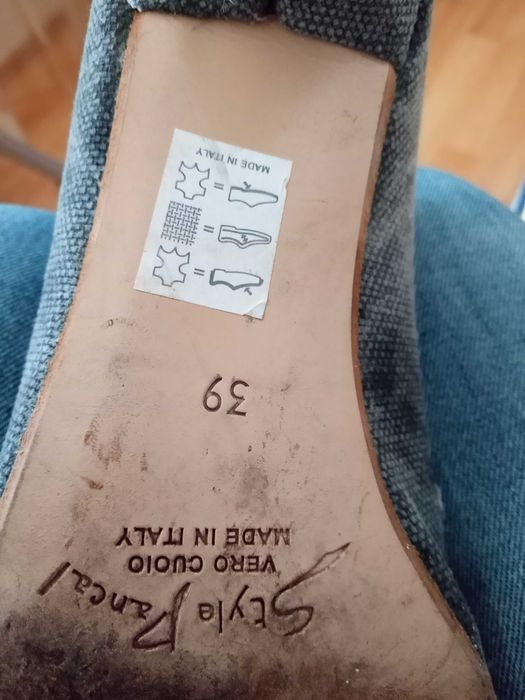 Style Pancal
VERO CUOIO
MADE IN ITALY
39
MADE IN ITALY